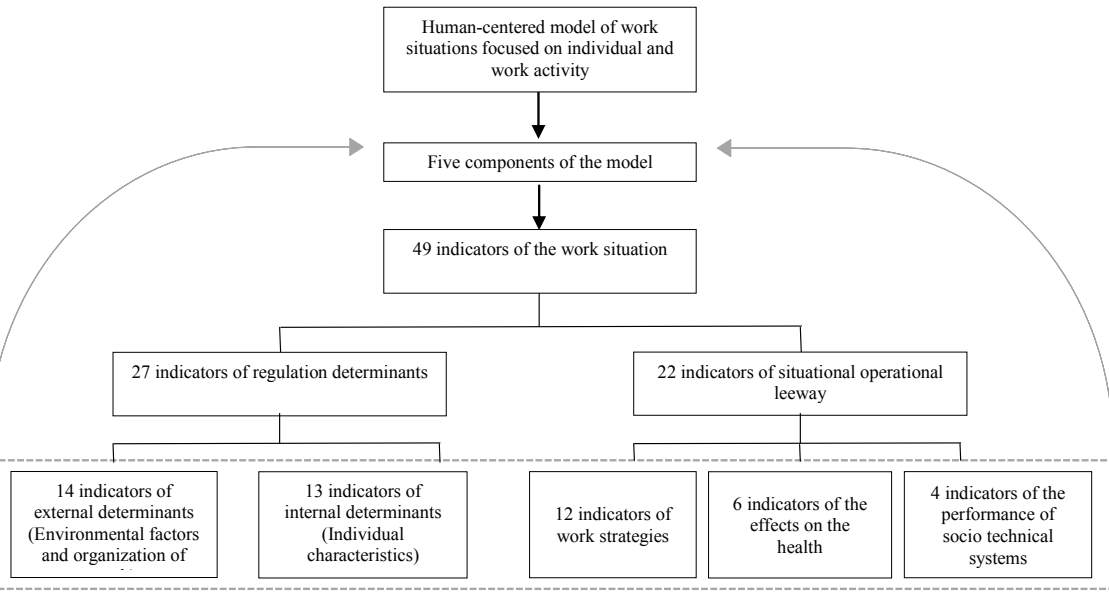 Human-centered model of work
situations focused on individual and
work activity
Five components of the model
49 indicators of the work situation
27 indicators of regulation determinants
22 indicators of situational operational
leeway
14 indicators of
external determinants
(Environmental factors
and organization of
13 indicators of
internal determinants
(Individual
characteristics)
12 indicators of
work strategies
6 indicators of the
effects on the
health
4 indicators of the
performance of
socio technical
systems